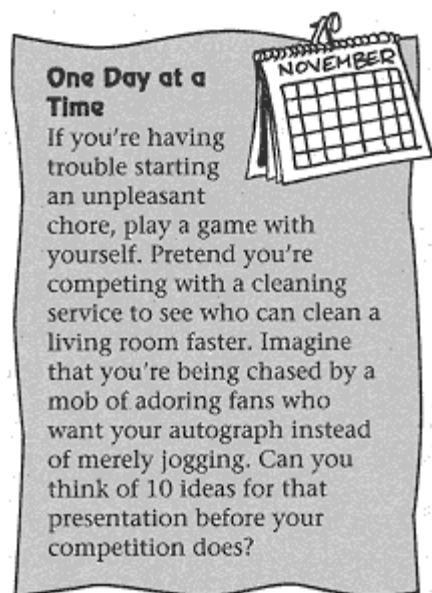 NOVEMBER
One Day at a
Time
If you're having
trouble starting
an unpleasant
chore, play a game with
yourself. Pretend you're
competing with a cleaning
service to see who can clean a
living room faster. Imagine
that you're being chased by a
mob of adoring fans who
want your autograph instead
of merely jogging. Can you
think of 10 ideas for that
presentation before your
competition does?